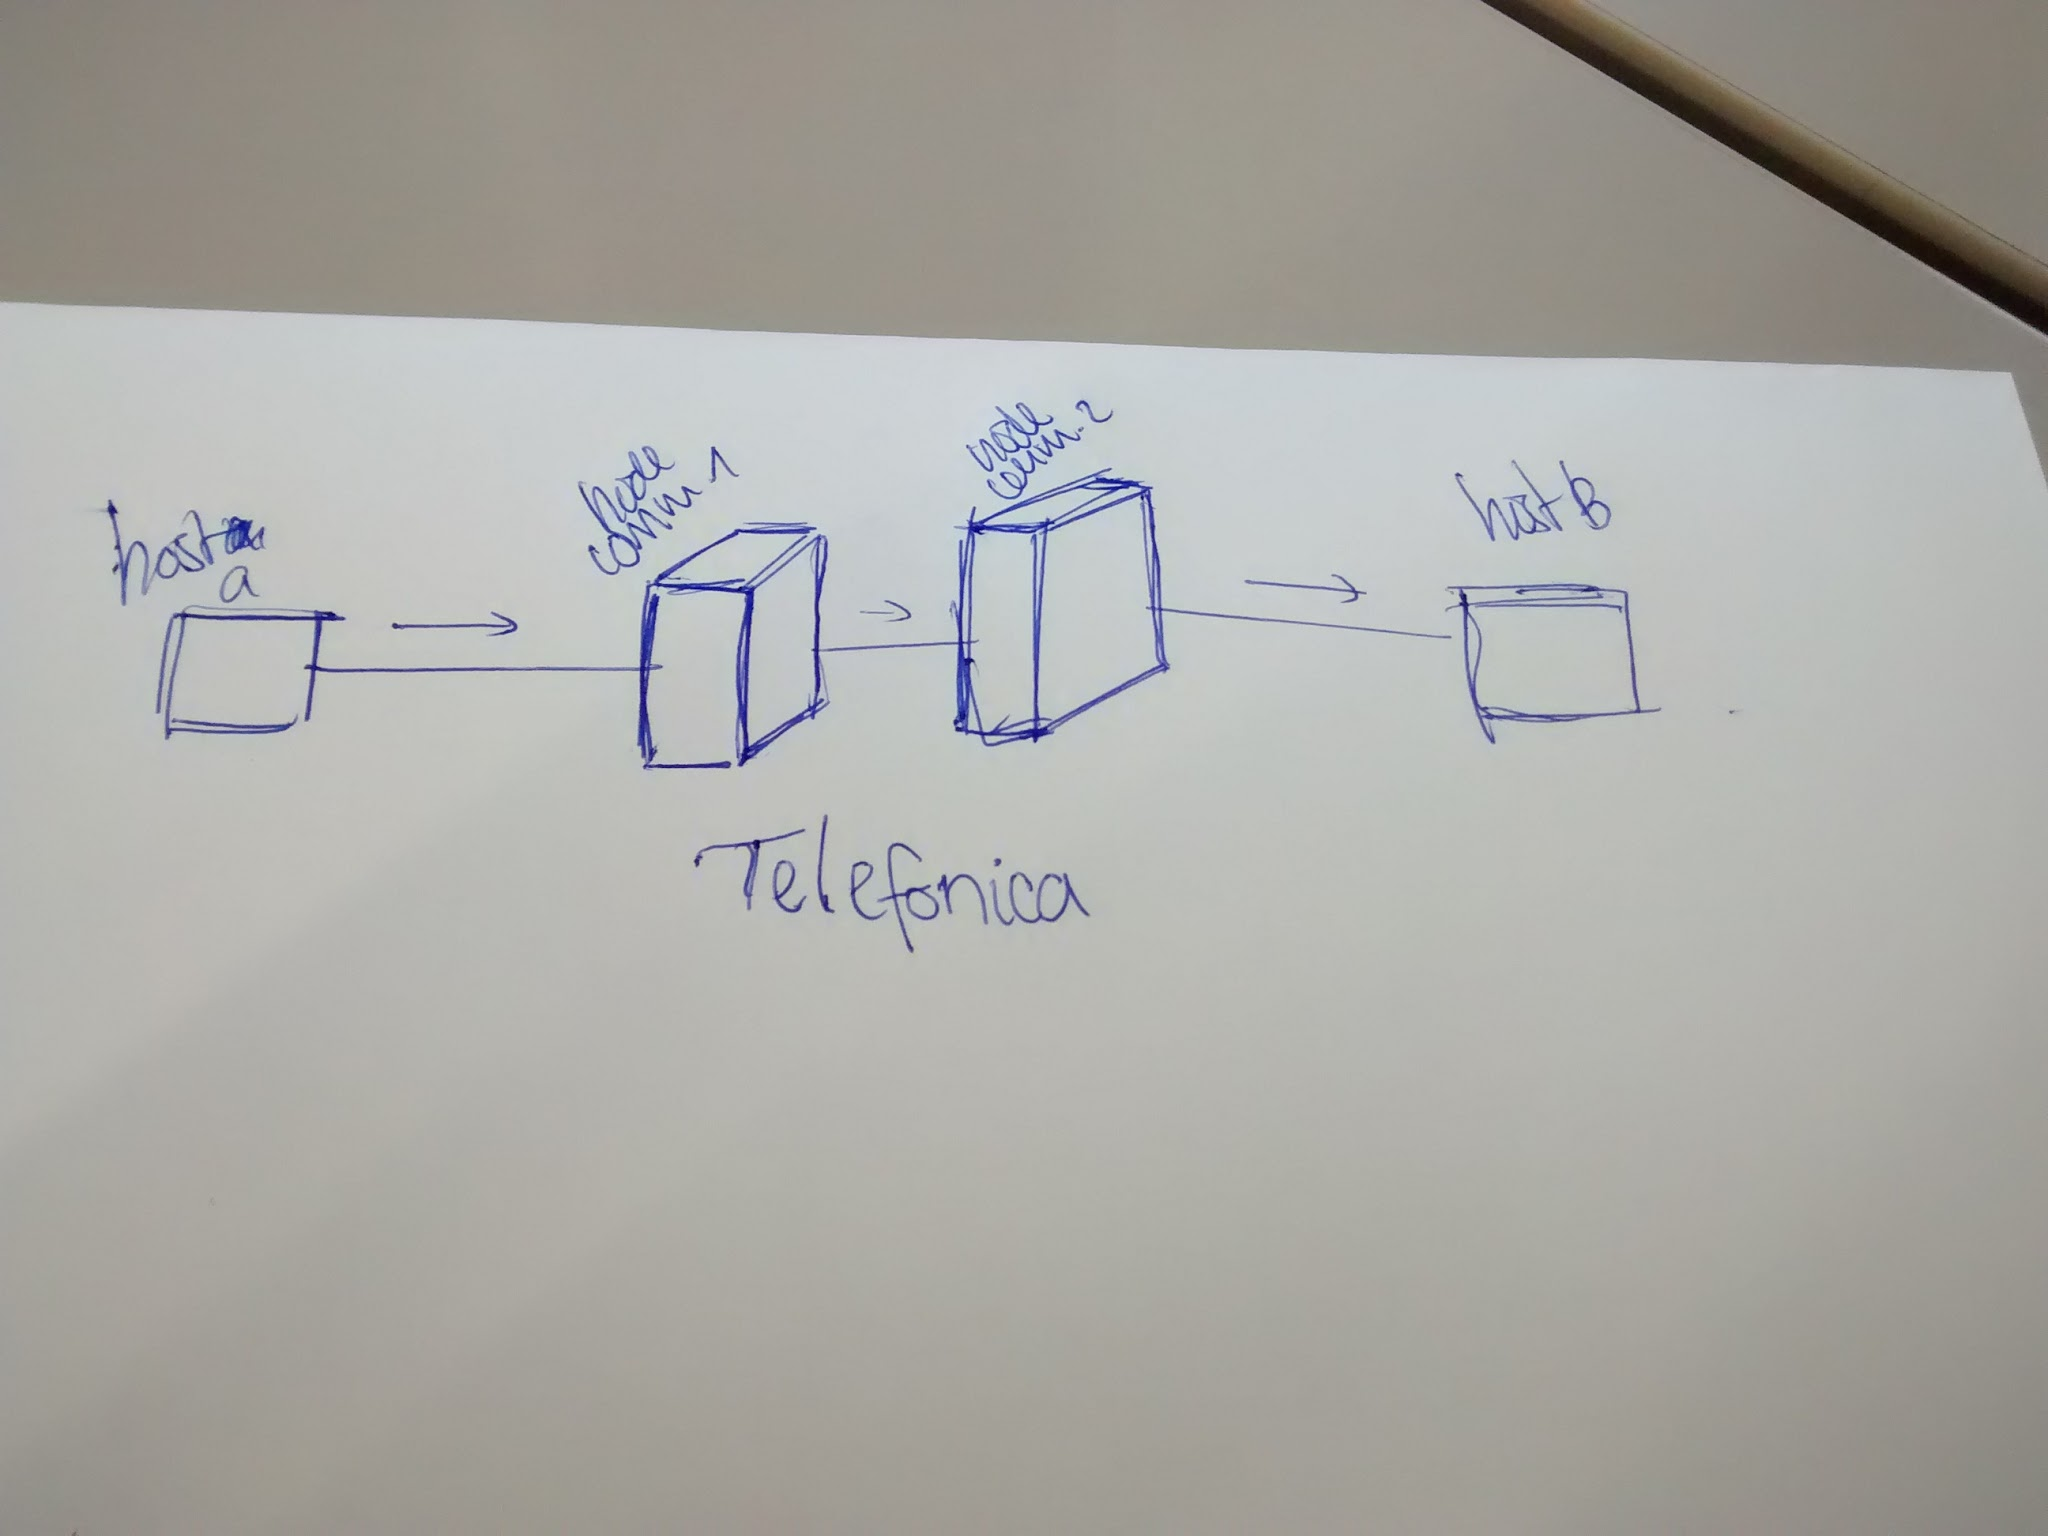 host
a
node
comm. 1
node
comm. 2
host B
Telefonica